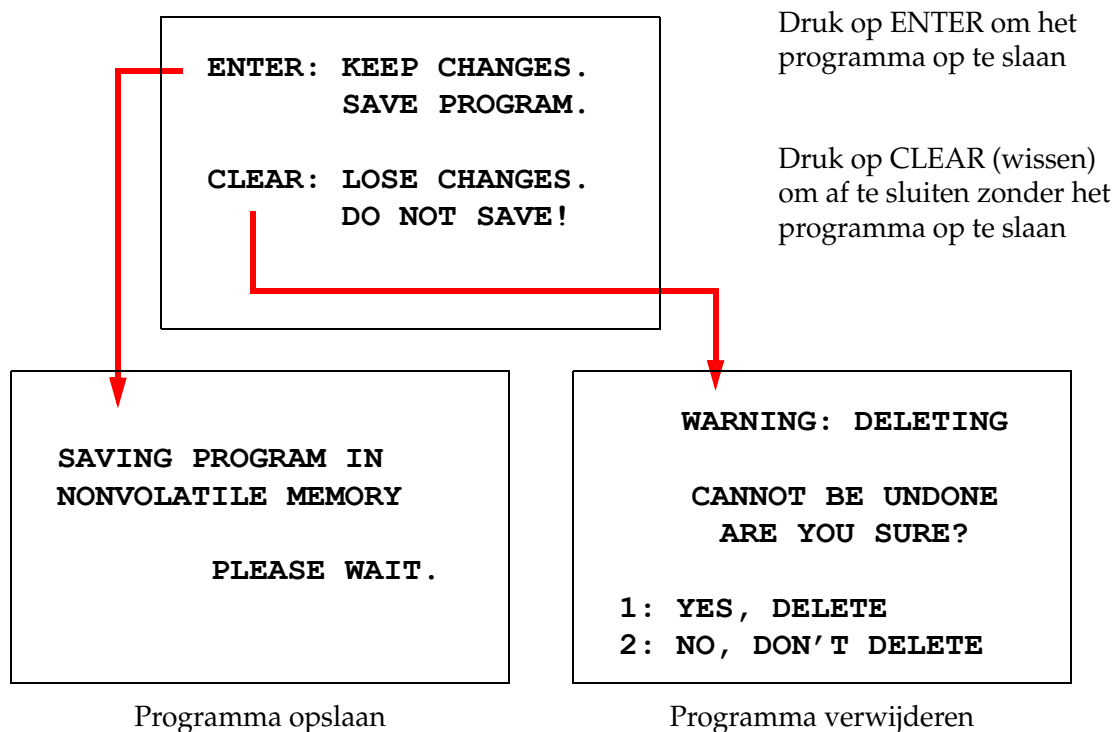 ENTER: KEEP CHANGES.
SAVE PROGRAM.
CLEAR: LOSE CHANGES.
DO NOT SAVE!
Druk op ENTER om het
programma op te slaan
Druk op CLEAR (wissen)
om af te sluiten zonder het
programma op te slaan
SAVING PROGRAM IN
NONVOLATILE MEMORY
PLEASE WAIT.
Programma opslaan
WARNING: DELETING
CANNOT BE UNDONE
ARE YOU SURE?
1: YES, DELETE
2: NO, DON'T DELETE
Programma verwijderen